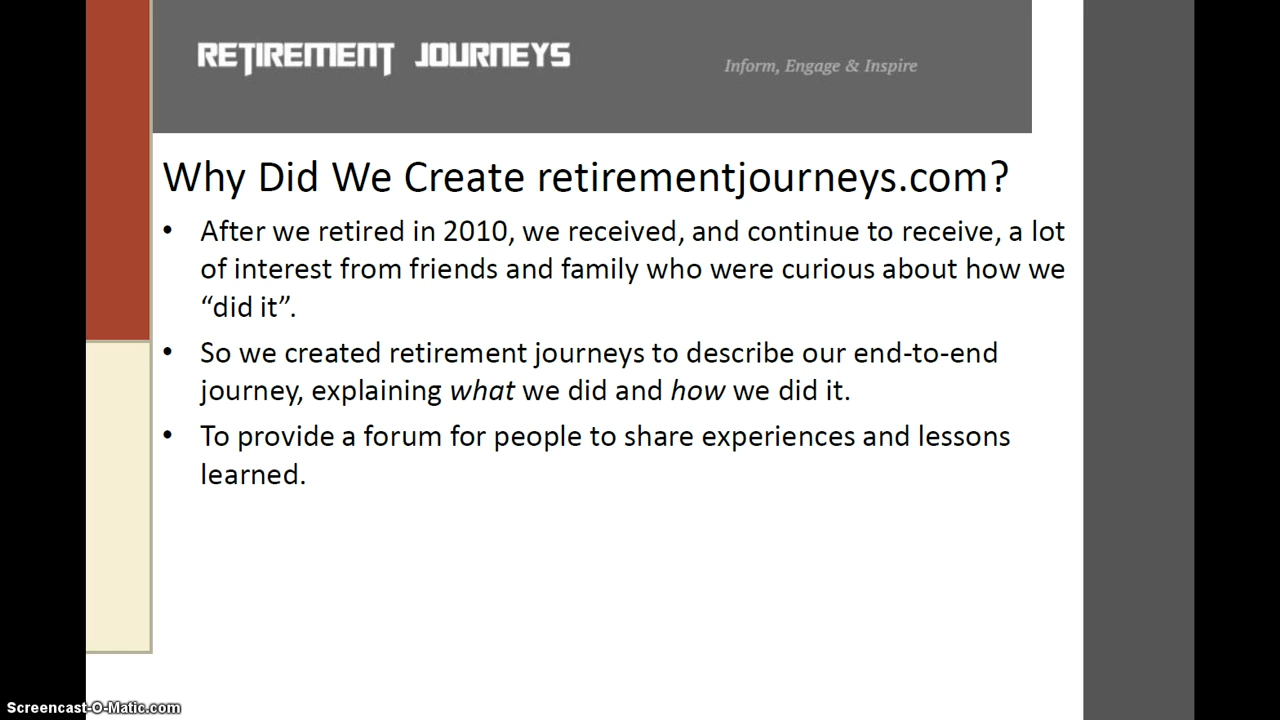 RETIREMENT JOURNEYS
Inform, Engage & Inspire
Why Did We Create retirementjourneys.com?
• After we retired in 2010, we received, and continue to receive, a lot
of interest from friends and family who were curious about how we
“did it”.
• So we created retirement journeys to describe our end-to-end
journey, explaining what we did and how we did it.
• To provide a forum for people to share experiences and lessons
learned.
Screencast-O-Matic.com